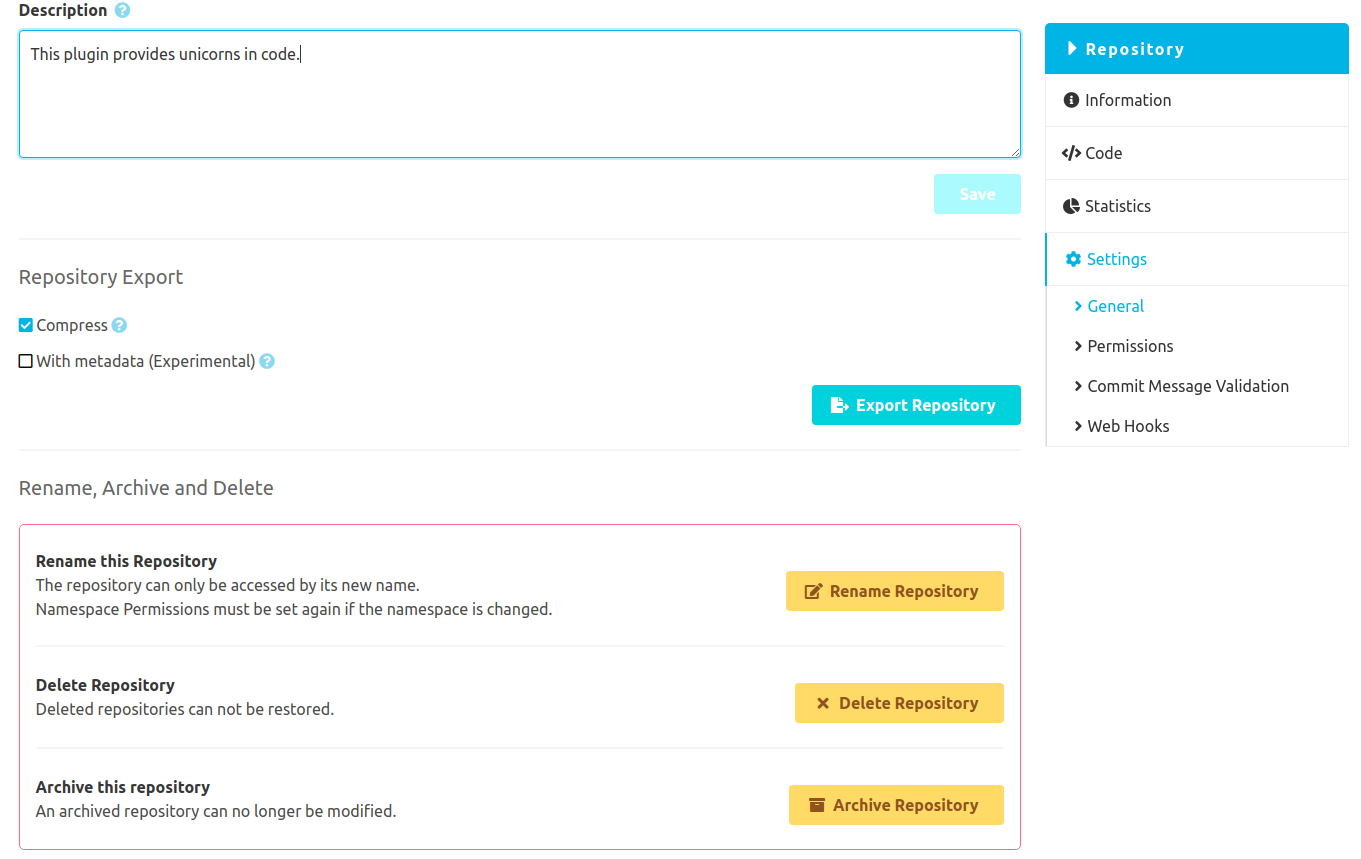 Description
This plugin provides unicorns in code.
Save
Repository Export
Compress
With metadata (Experimental)
Export Repository
Rename, Archive and Delete
Rename this Repository
The repository can only be accessed by its new name.
Namespace Permissions must be set again if the namespace is changed.
Rename Repository
Delete Repository
Deleted repositories can not be restored.
Delete Repository
Archive this repository
An archived repository can no longer be modified.
Archive Repository
Repository
Information
Code
Statistics
Settings
General
Permissions
Commit Message Validation
Web Hooks